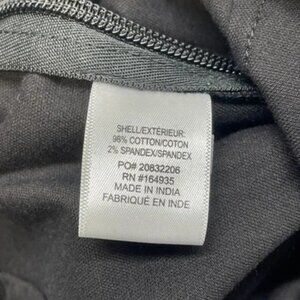 SHELL/EXTÉRIEUR:
98% COTTON/COTON
2% SPANDEX/SPANDEX
PO# 20832206
RN #164935
MADE IN INDIA
FABRIQUÉ EN INDE